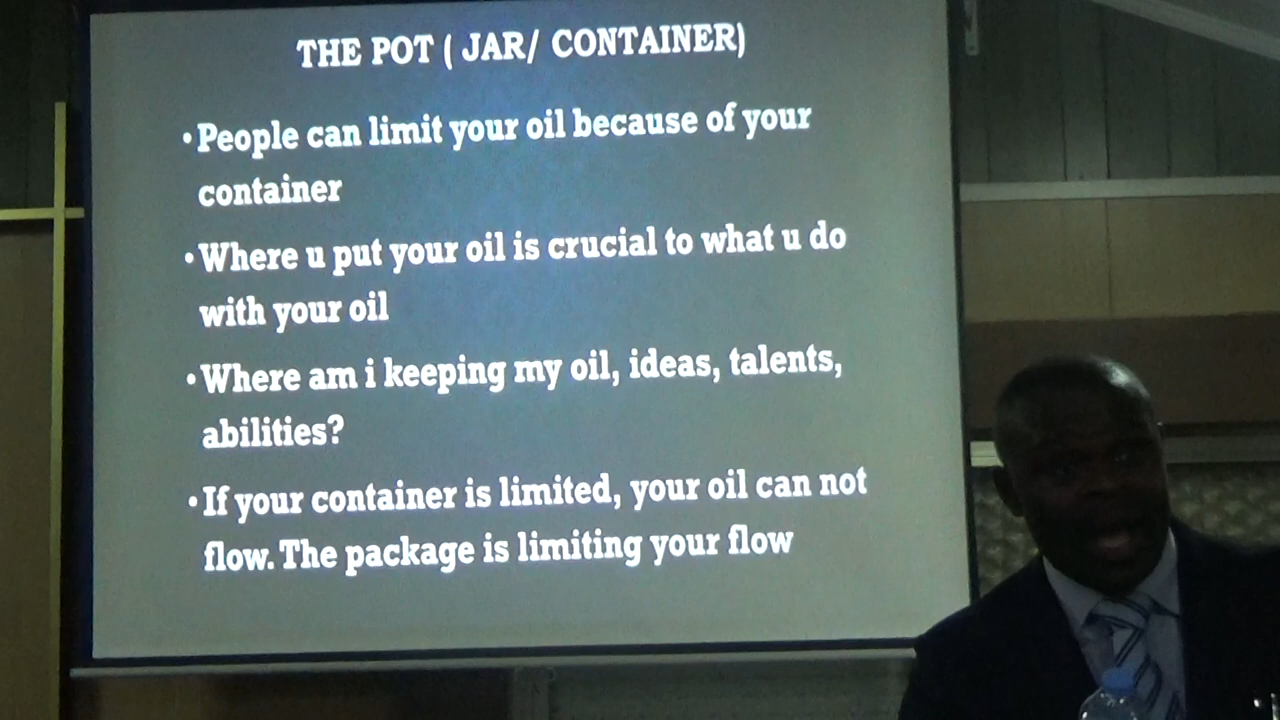 THE POT ( JAR/ CONTAINER)
•People can limit your oil because of your
container
•Where u put your oil is crucial to what u do
with your oil
•Where am i keeping my oil, ideas, talents,
abilities?
•If your container is limited, your oil can not
flow. The package is limiting your flow